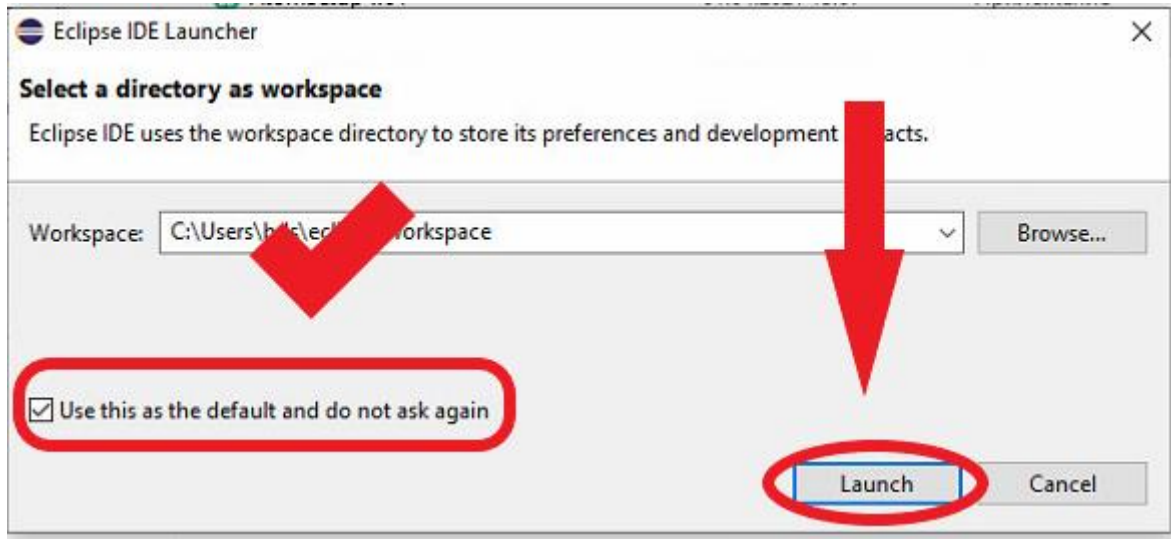 Eclipse IDE Launcher
Select a directory as workspace
Eclipse IDE uses the workspace directory to store its preferences and development
Workspace: C:\Users\ Browse...
Use this as the default and do not ask again
Launch Cancel